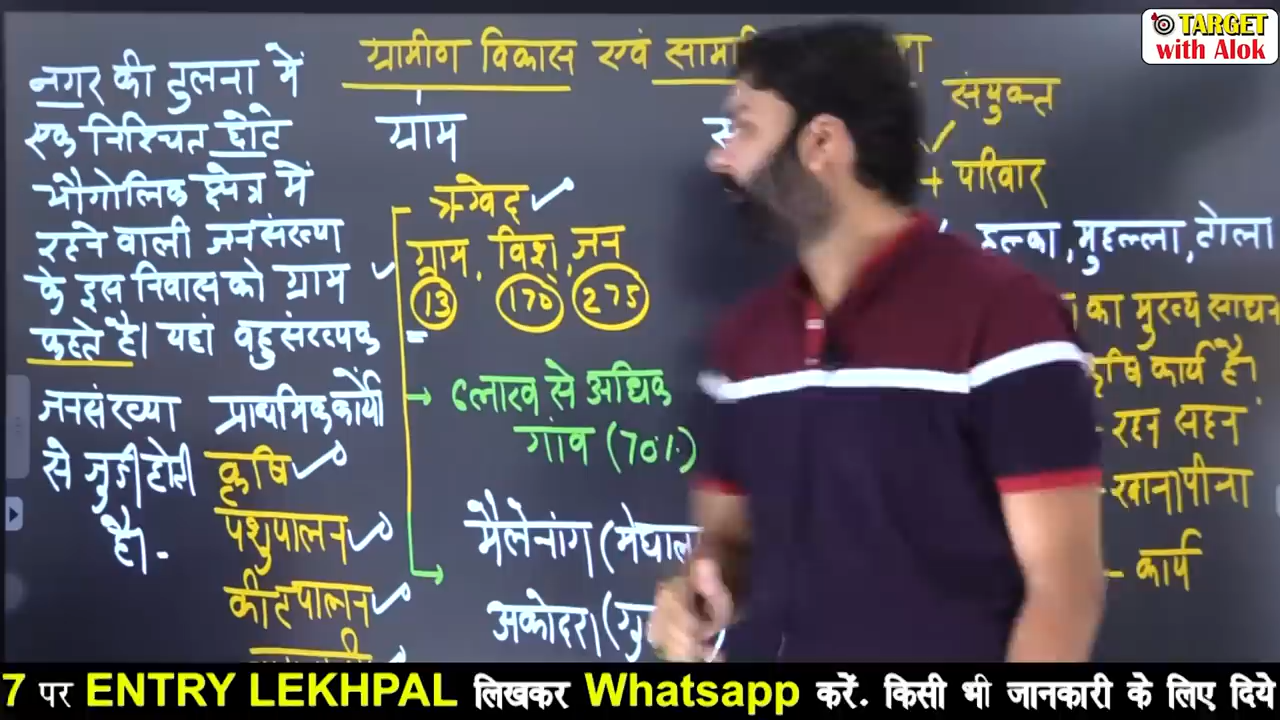 TARGET
with Alok
ग्रामीण विकास एवं
नगर की तुलना में
एक निश्चित छोटे
भौगोलिक क्षेत्र में
रहने वाली जनसंख्या
के इस निवास को ग्राम
कहते है। यहां बहुसंख्यक
जनसंख्या प्राथमिक कार्यो
से जुड़ी होती
है। -
कृषि
पशुपालन
कीटपालन
ग्राम
ऋग्वेद
ग्राम, विश, जन
13 170 275
6 लाख से अधिक
गांव (70%)
मैलेनांग (मेघाल
अकोदरा (गु
संयुक्त
+ परिवार
हल्का, मुहल्ला, टोला
का मुख्य साधन
कृषि कार्य है।
- रहन सहन
- खाना पीना
- कार्य
7 पर ENTRY LEKHPAL लिखकर Whatsapp करें. किसी भी जानकारी के लिए दिये